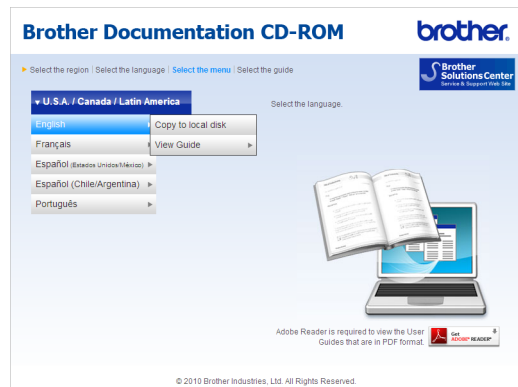 Brother Documentation CD-ROM
brother
Select the region | Select the language | Select the menu | Select the guide
Brother
Solutions Center
Service & Support Web Site
U.S.A. / Canada / Latin America
Select the language.
English
Copy to local disk
Français
View Guide
Español (Estados Unidos/México)
Español (Chile/Argentina)
Português
Adobe Reader is required to view the User
Guides that are in PDF format.
Get
ADOBE® READER®
© 2010 Brother Industries, Ltd. All Rights Reserved.